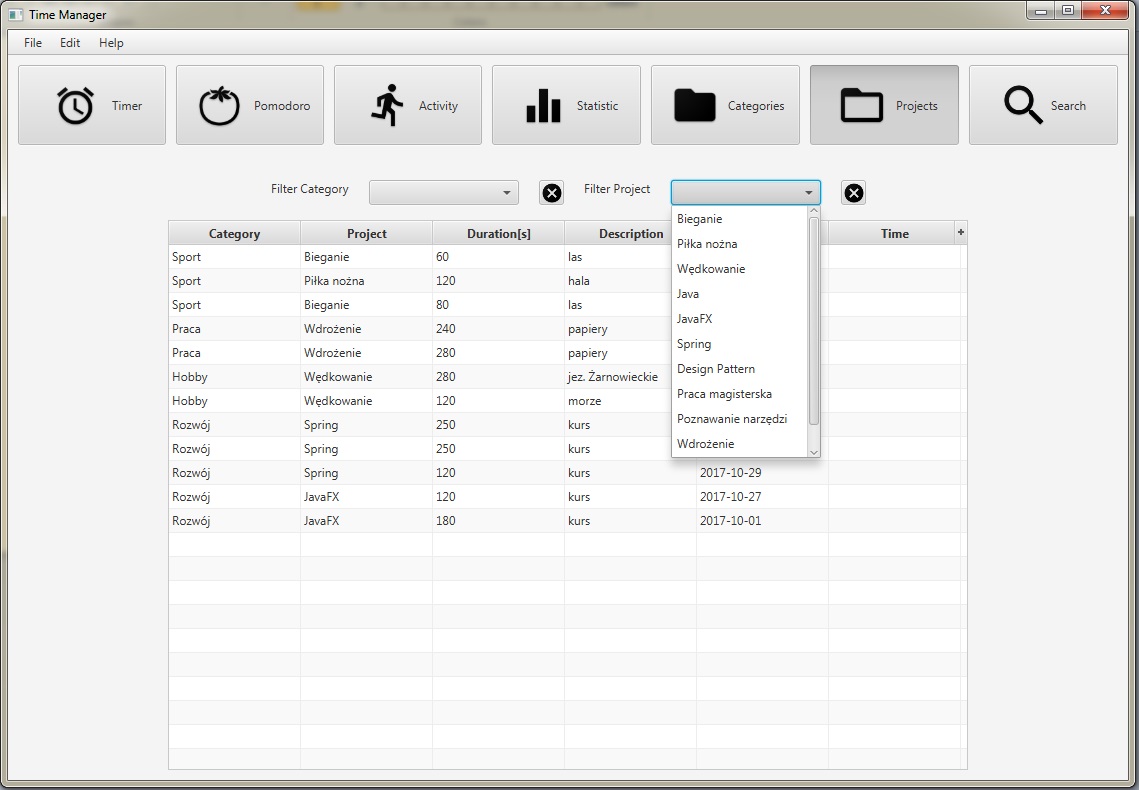 Time Manager
File Edit Help
Timer Pomodoro Activity Statistic Categories Projects Search
Filter Category Filter Project
Category Project Duration[s] Description Time +
Sport Bieganie 60 las
Sport Piłka nożna 120 hala
Sport Bieganie 80 las
Praca Wdrożenie 240 papiery
Praca Wdrożenie 280 papiery
Hobby Wędkowanie 280 jez. Żarnowieckie
Hobby Wędkowanie 120 morze
Rozwój Spring 250 kurs
Rozwój Spring 250 kurs
Rozwój Spring 120 kurs 2017-10-29
Rozwój JavaFX 120 kurs 2017-10-27
Rozwój JavaFX 180 kurs 2017-10-01
Bieganie
Piłka nożna
Wędkowanie
Java
JavaFX
Spring
Design Pattern
Praca magisterska
Poznawanie narzędzi
Wdrożenie